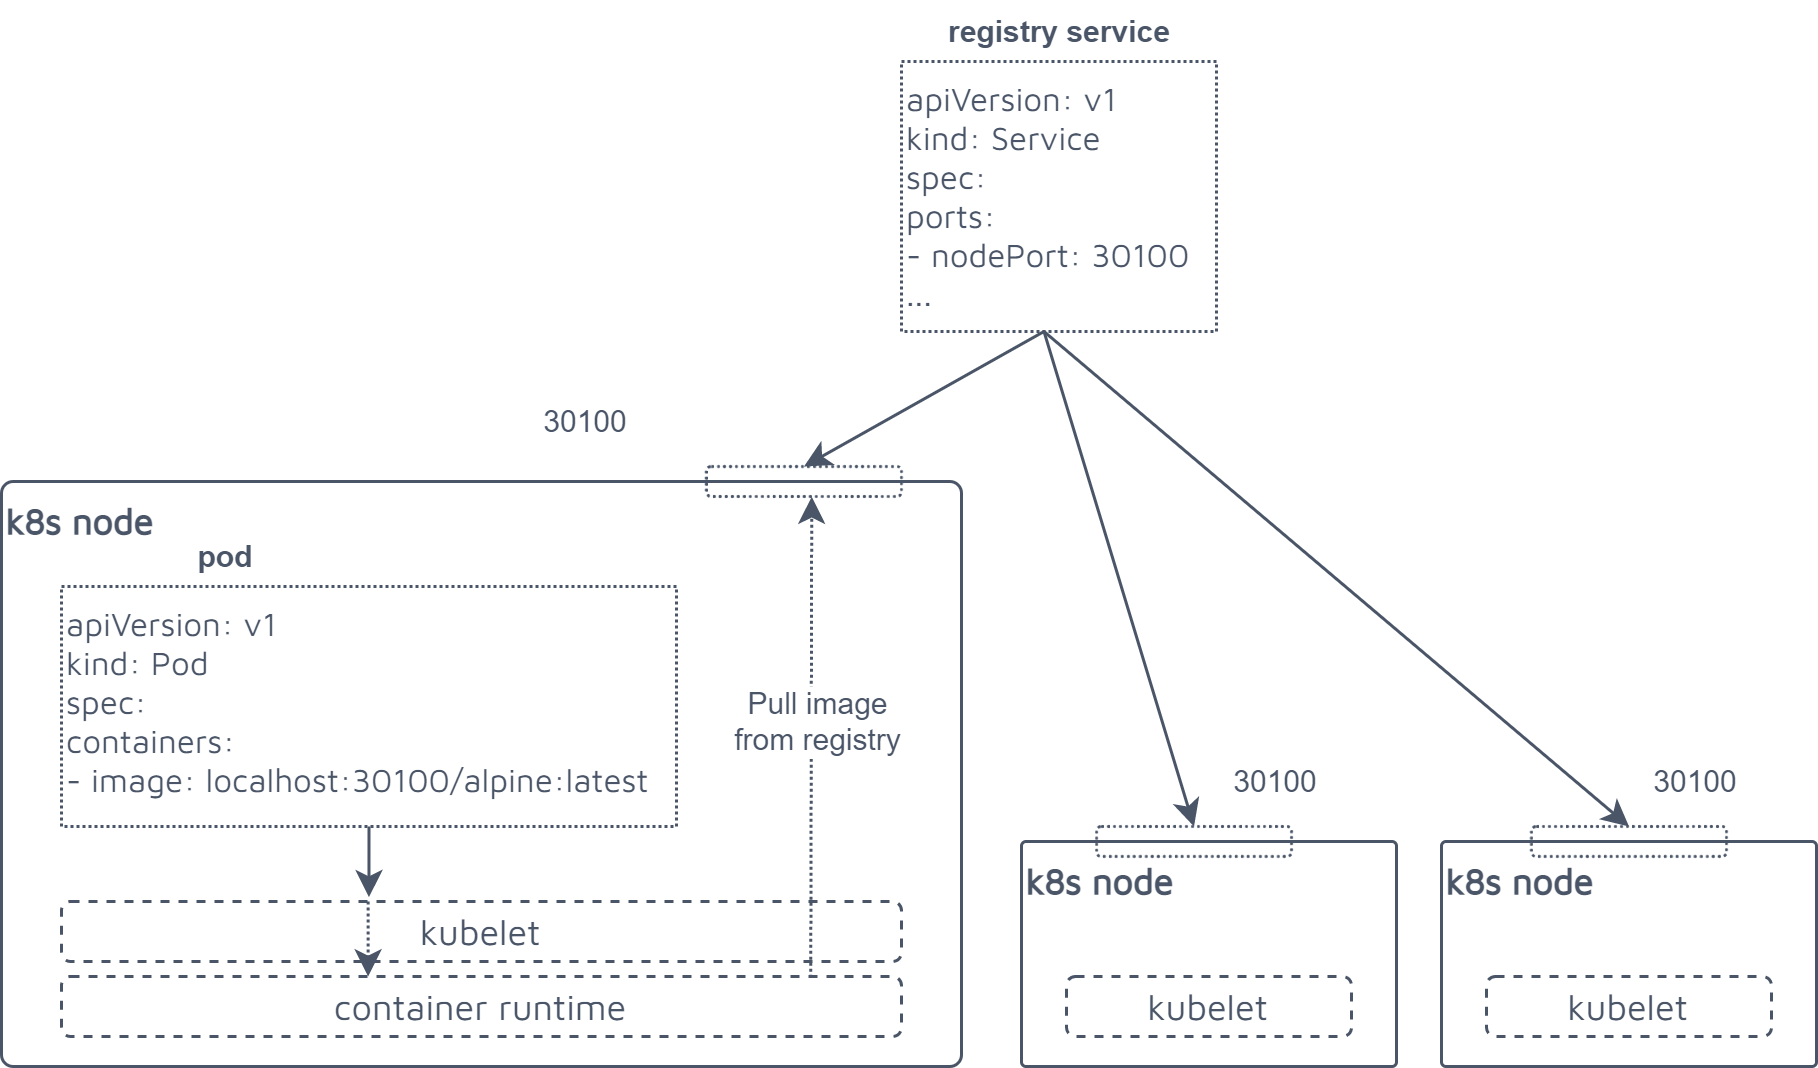 registry service
apiVersion: v1
kind: Service
spec:
ports:
- nodePort: 30100
...
30100
k8s node
pod
apiVersion: v1
kind: Pod
spec:
containers:
- image: localhost:30100/alpine:latest
Pull image
from registry
kubelet
container runtime
30100
k8s node
kubelet
30100
k8s node
kubelet